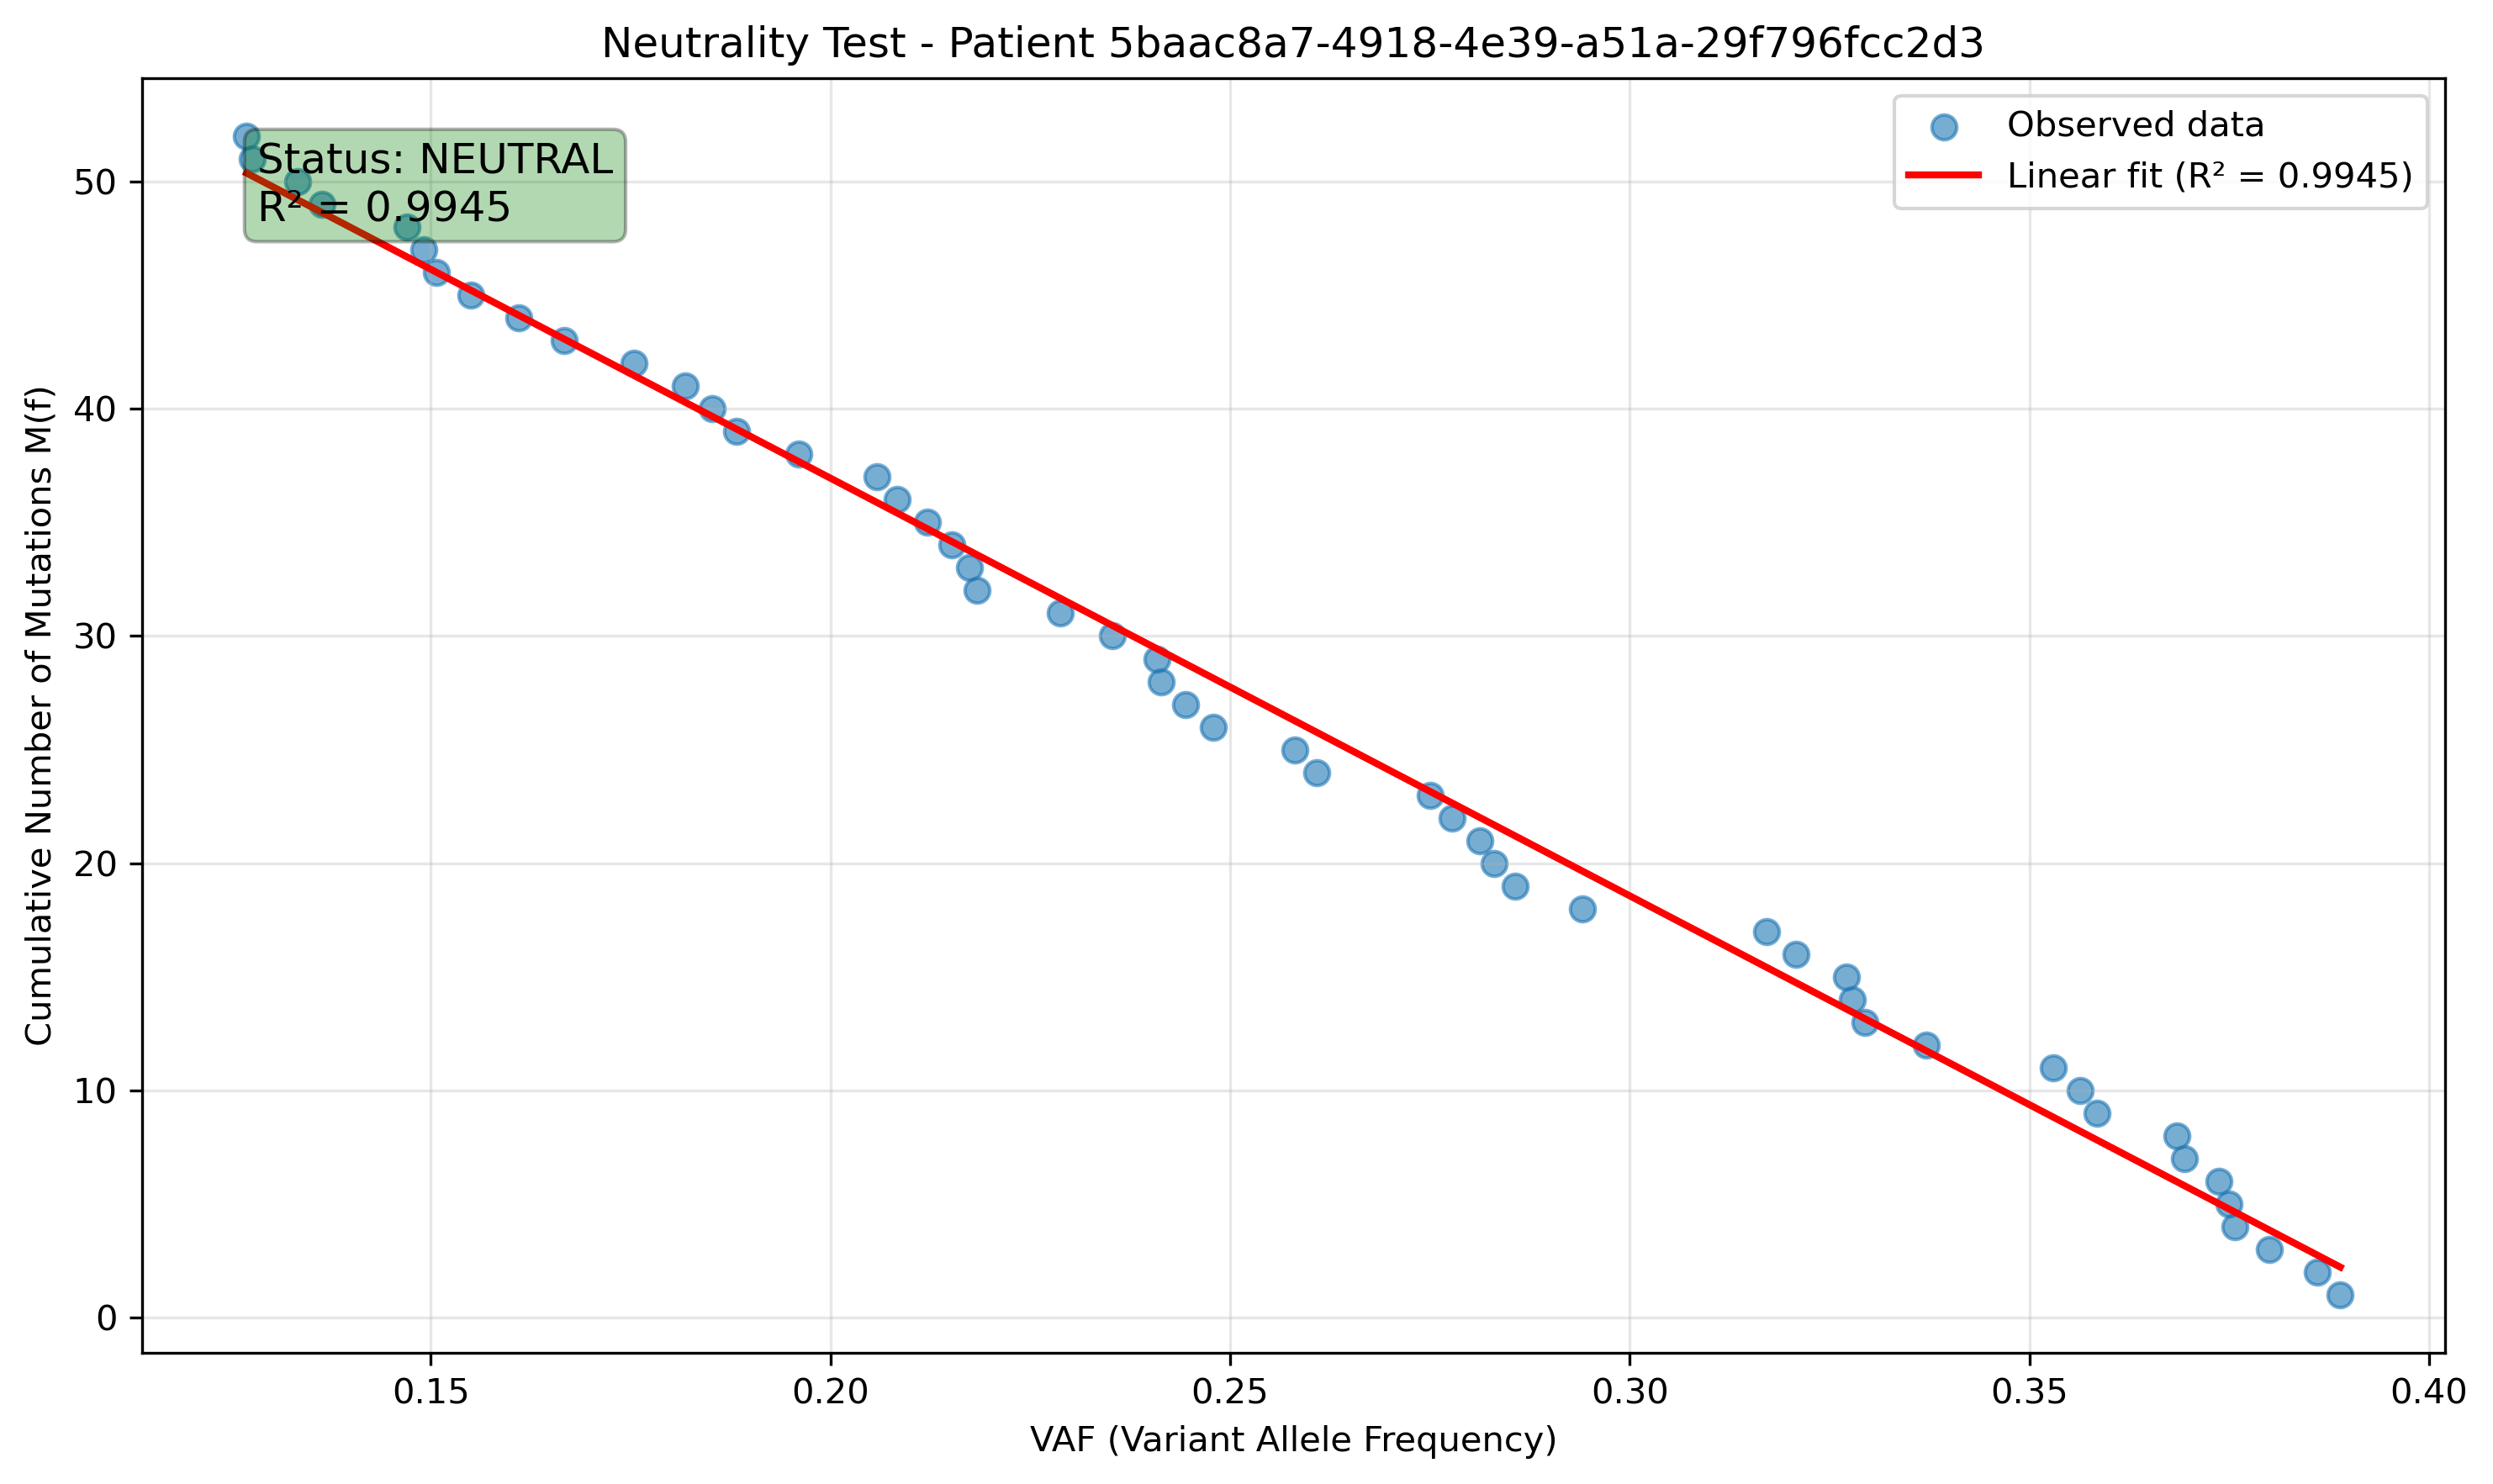 Neutrality Test - Patient 5baac8a7-4918-4e39-a51a-29f796fcc2d3
Status: NEUTRAL
R² = 0.9945
Observed data
Linear fit (R² = 0.9945)
Cumulative Number of Mutations M(f)
50
40
30
20
10
0
0.15
0.20
0.25
0.30
0.35
0.40
VAF (Variant Allele Frequency)